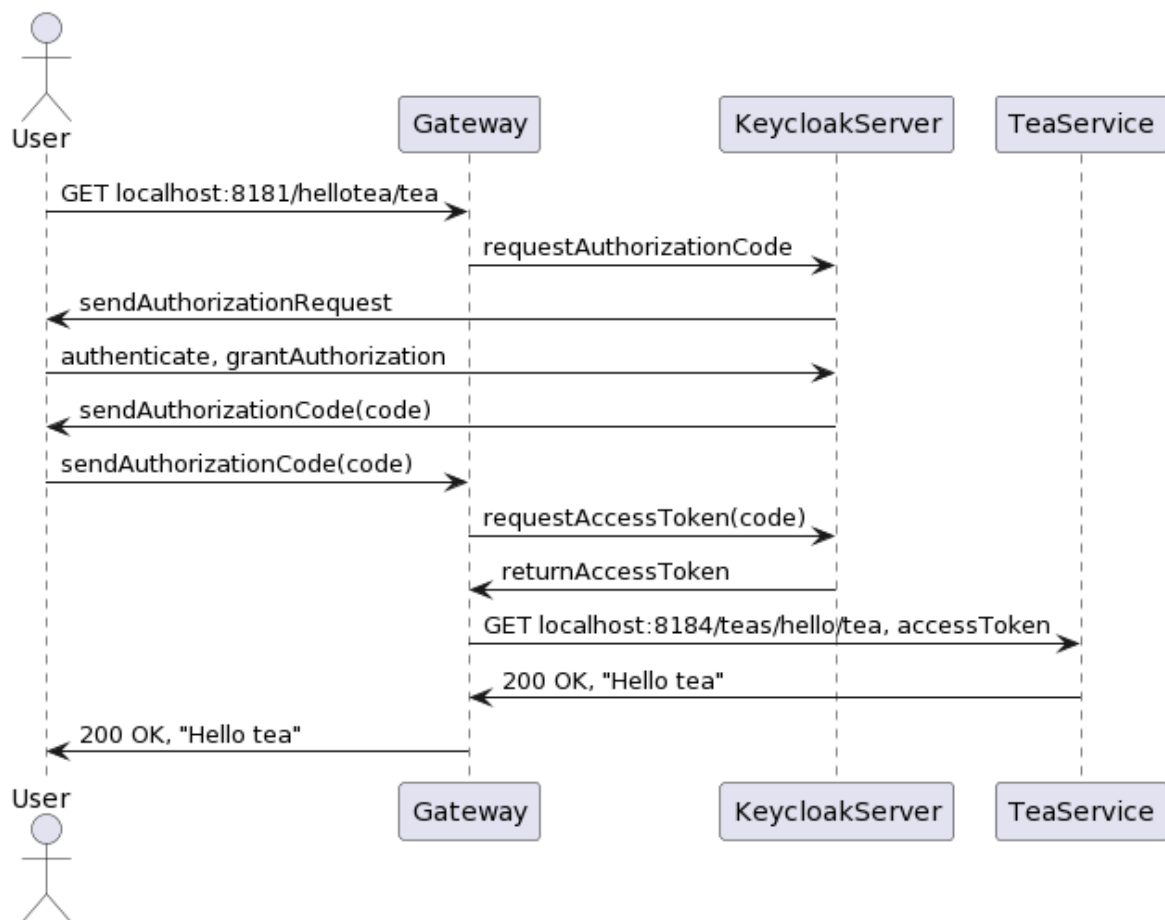 User
Gateway
KeycloakServer
TeaService
GET localhost:8181/hellotea/tea
requestAuthorizationCode
sendAuthorizationRequest
authenticate, grantAuthorization
sendAuthorizationCode(code)
sendAuthorizationCode(code)
requestAccessToken(code)
returnAccessToken
GET localhost:8184/teas/hello/tea, accessToken
200 OK, "Hello tea"
200 OK, "Hello tea"
User
Gateway
KeycloakServer
TeaService